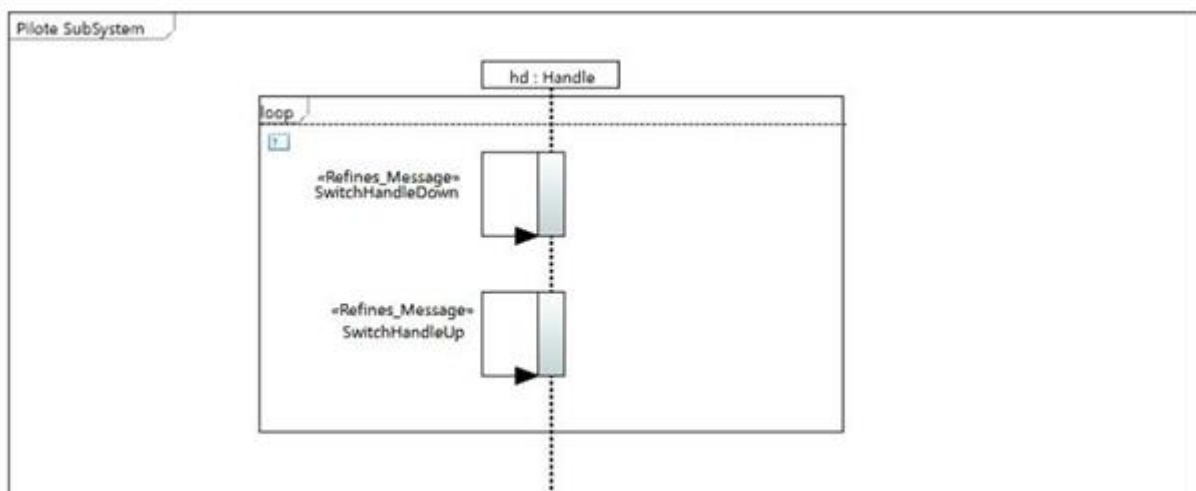 Pilote SubSystem
hd : Handle
loop
?
«Refines_Message»
SwitchHandleDown
«Refines_Message»
SwitchHandleUp